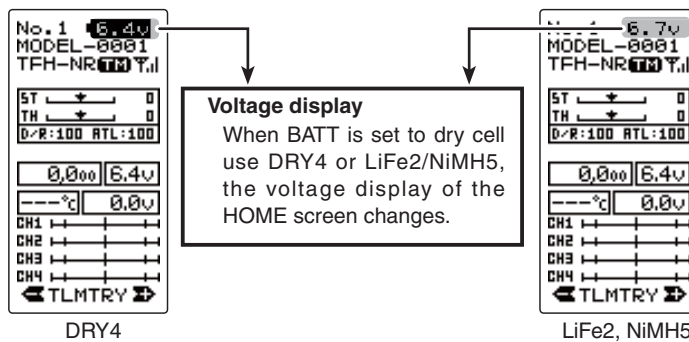 No.1 6.4v
MODEL-0001
TFH-NR TM
ST 0
TH 0
D/R:100 ATL:100
0,000 6.4v
---℃ 0.0v
CH1
CH2
CH3
CH4
TLMTRY
DRY4
Voltage display
When BATT is set to dry cell
use DRY4 or LiFe2/NiMH5,
the voltage display of the
HOME screen changes.
6.7v
MODEL-0001
TFH-NR TM
ST 0
TH 0
D/R:100 ATL:100
0,000 6.4v
---℃ 0.0v
CH1
CH2
CH3
CH4
TLMTRY
LiFe2, NiMH5